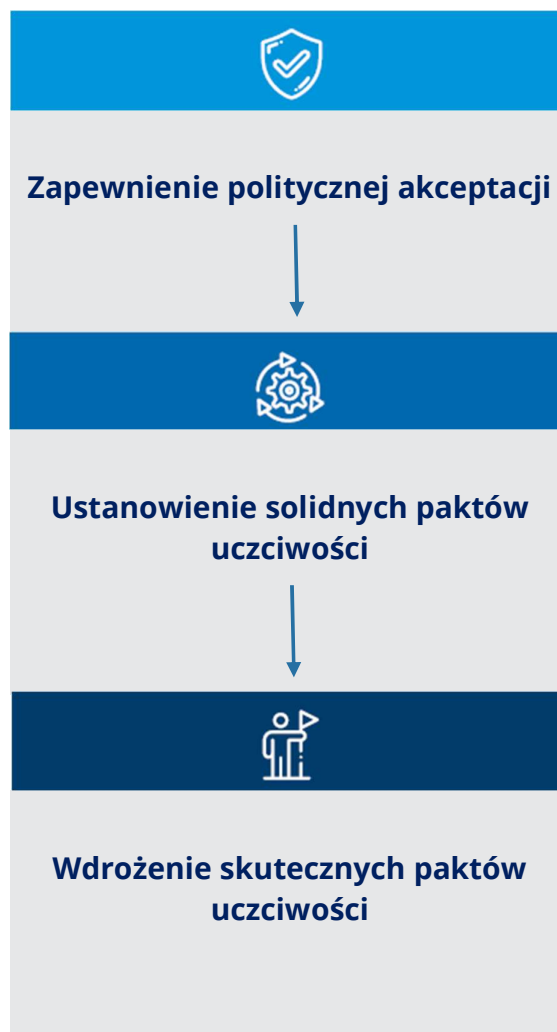 Zapewnienie politycznej akceptacji
Ustanowienie solidnych paktów
uczciwości
Wdrożenie skutecznych paktów
uczciwości